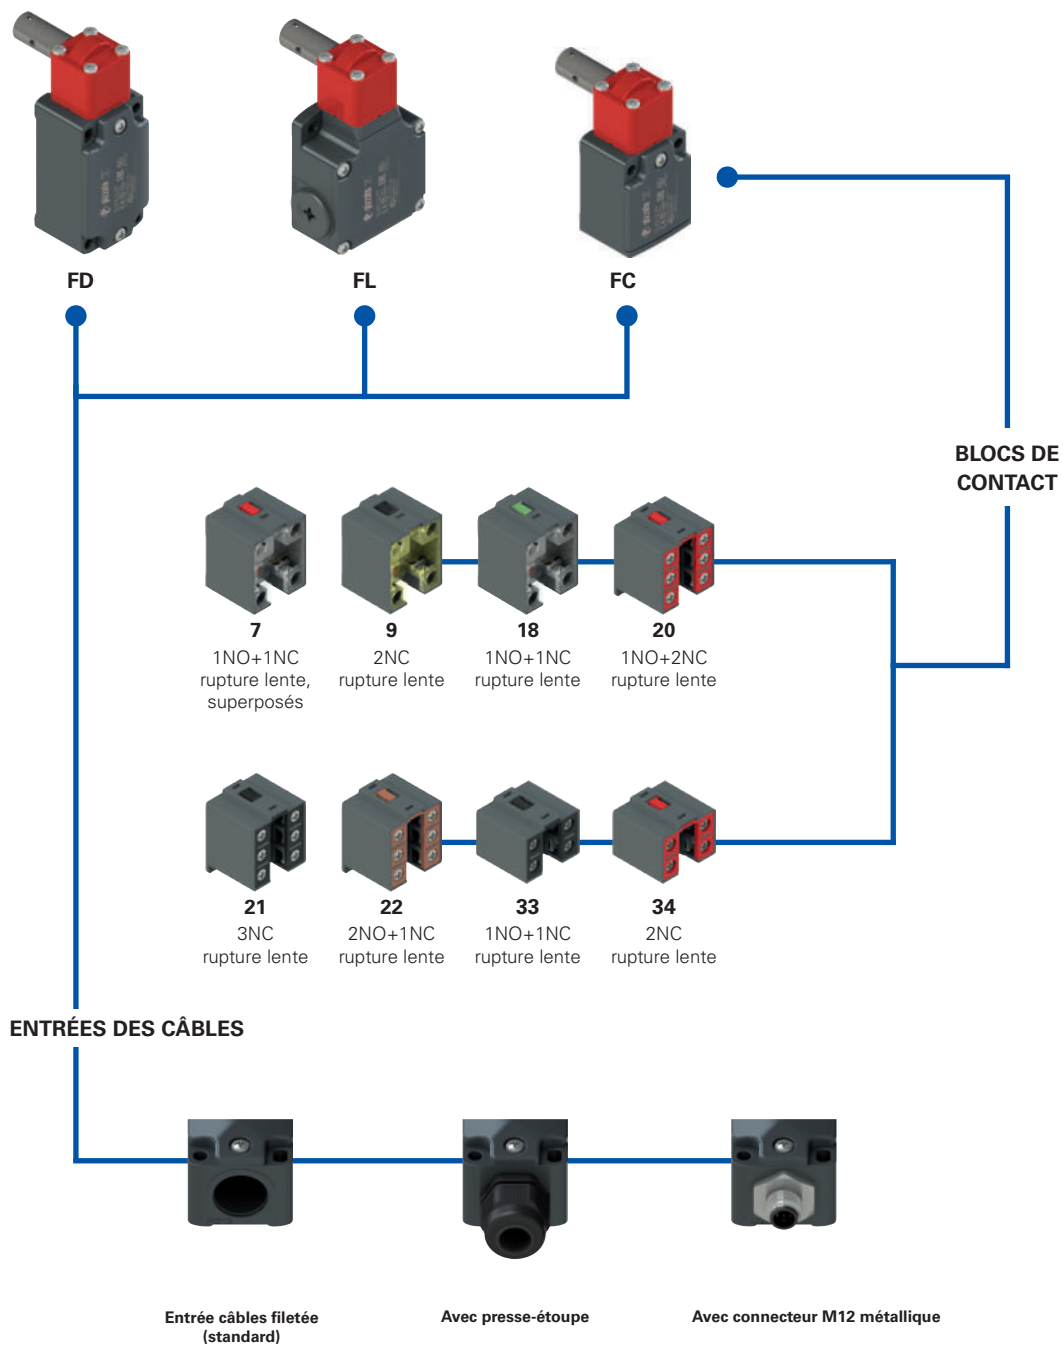 FD
FL
FC
BLOCS DE
CONTACT
7
1NO+1NC
rupture lente,
superposés
9
2NC
rupture lente
18
1NO+1NC
rupture lente
20
1NO+2NC
rupture lente
21
3NC
rupture lente
22
2NO+1NC
rupture lente
33
1NO+1NC
rupture lente
34
2NC
rupture lente
ENTRÉES DES CÂBLES
Entrée câbles filetée
(standard)
Avec presse-étoupe
Avec connecteur M12 métallique